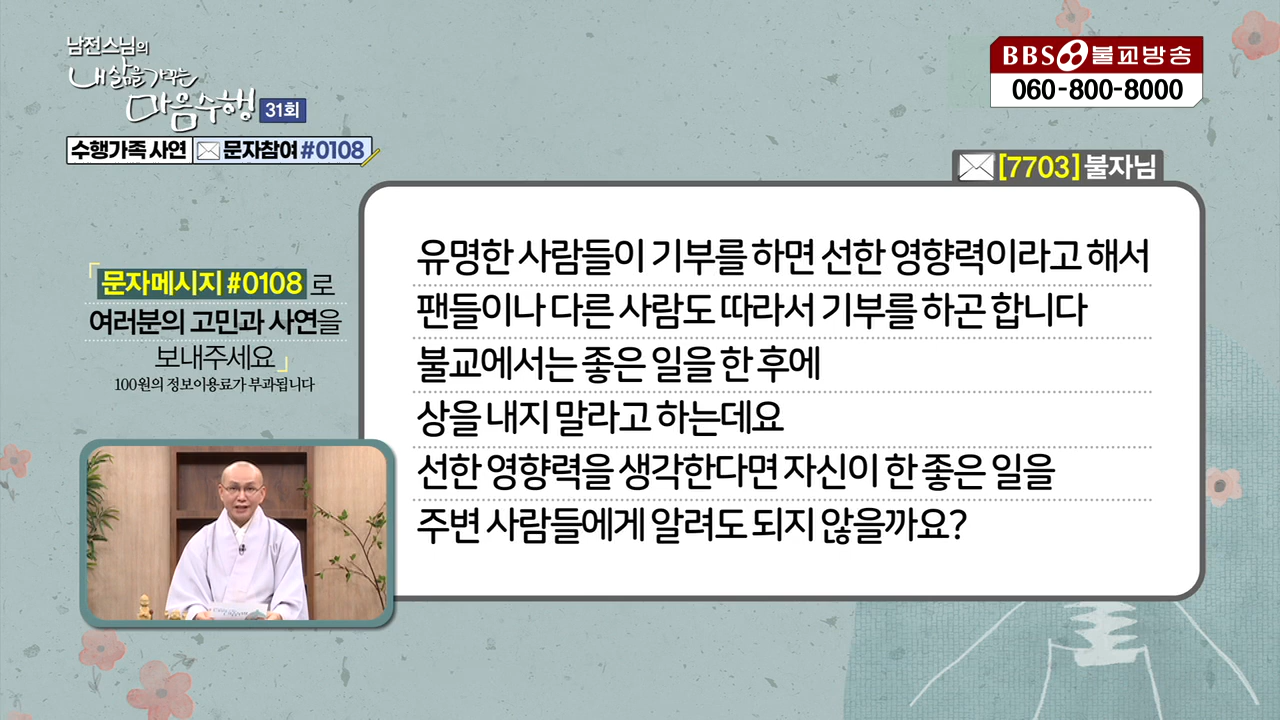 남전스님의
내 삶을 가꾸는
마음수행 31회
수행가족 사연 문자참여 #0108
BBS 불교방송
060-800-8000
[7703] 불자님
「문자메시지 #0108 로
여러분의 고민과 사연을
보내주세요」
100원의 정보이용료가 부과됩니다
유명한 사람들이 기부를 하면 선한 영향력이라고 해서
팬들이나 다른 사람도 따라서 기부를 하곤 합니다
불교에서는 좋은 일을 한 후에
상을 내지 말라고 하는데요
선한 영향력을 생각한다면 자신이 한 좋은 일을
주변 사람들에게 알려도 되지 않을까요?